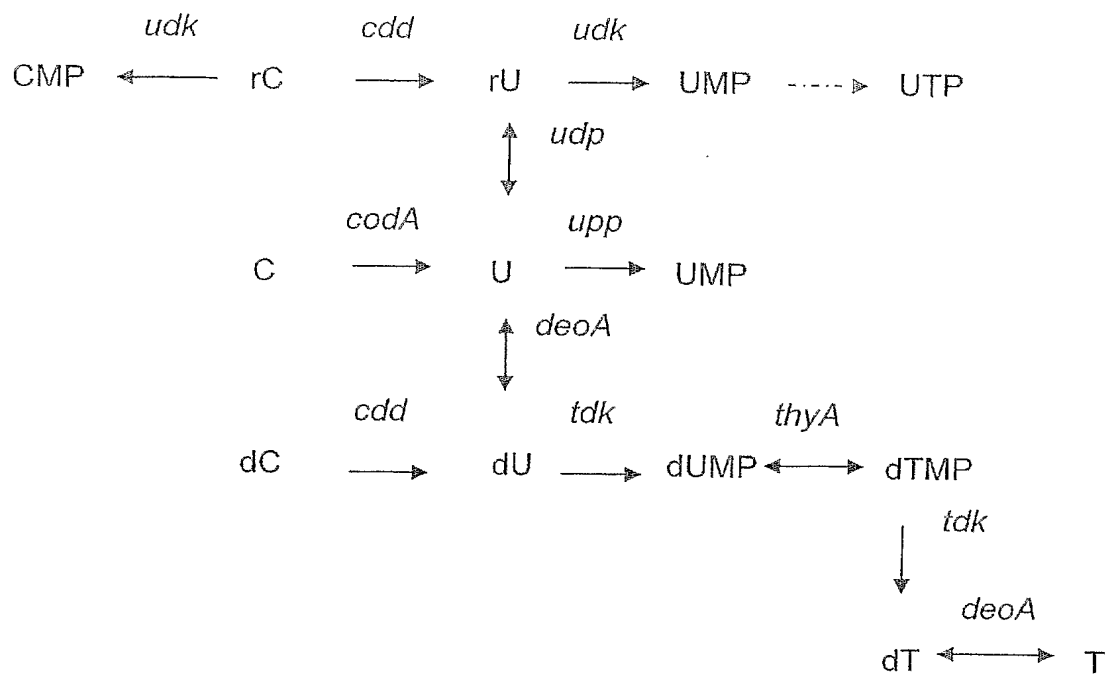 udk cdd udk
CMP rC rU UMP UTP
udp
codA upp
C U UMP
deoA
cdd tdk thyA
dC dU dUMP dTMP
tdk
deoA
dT T